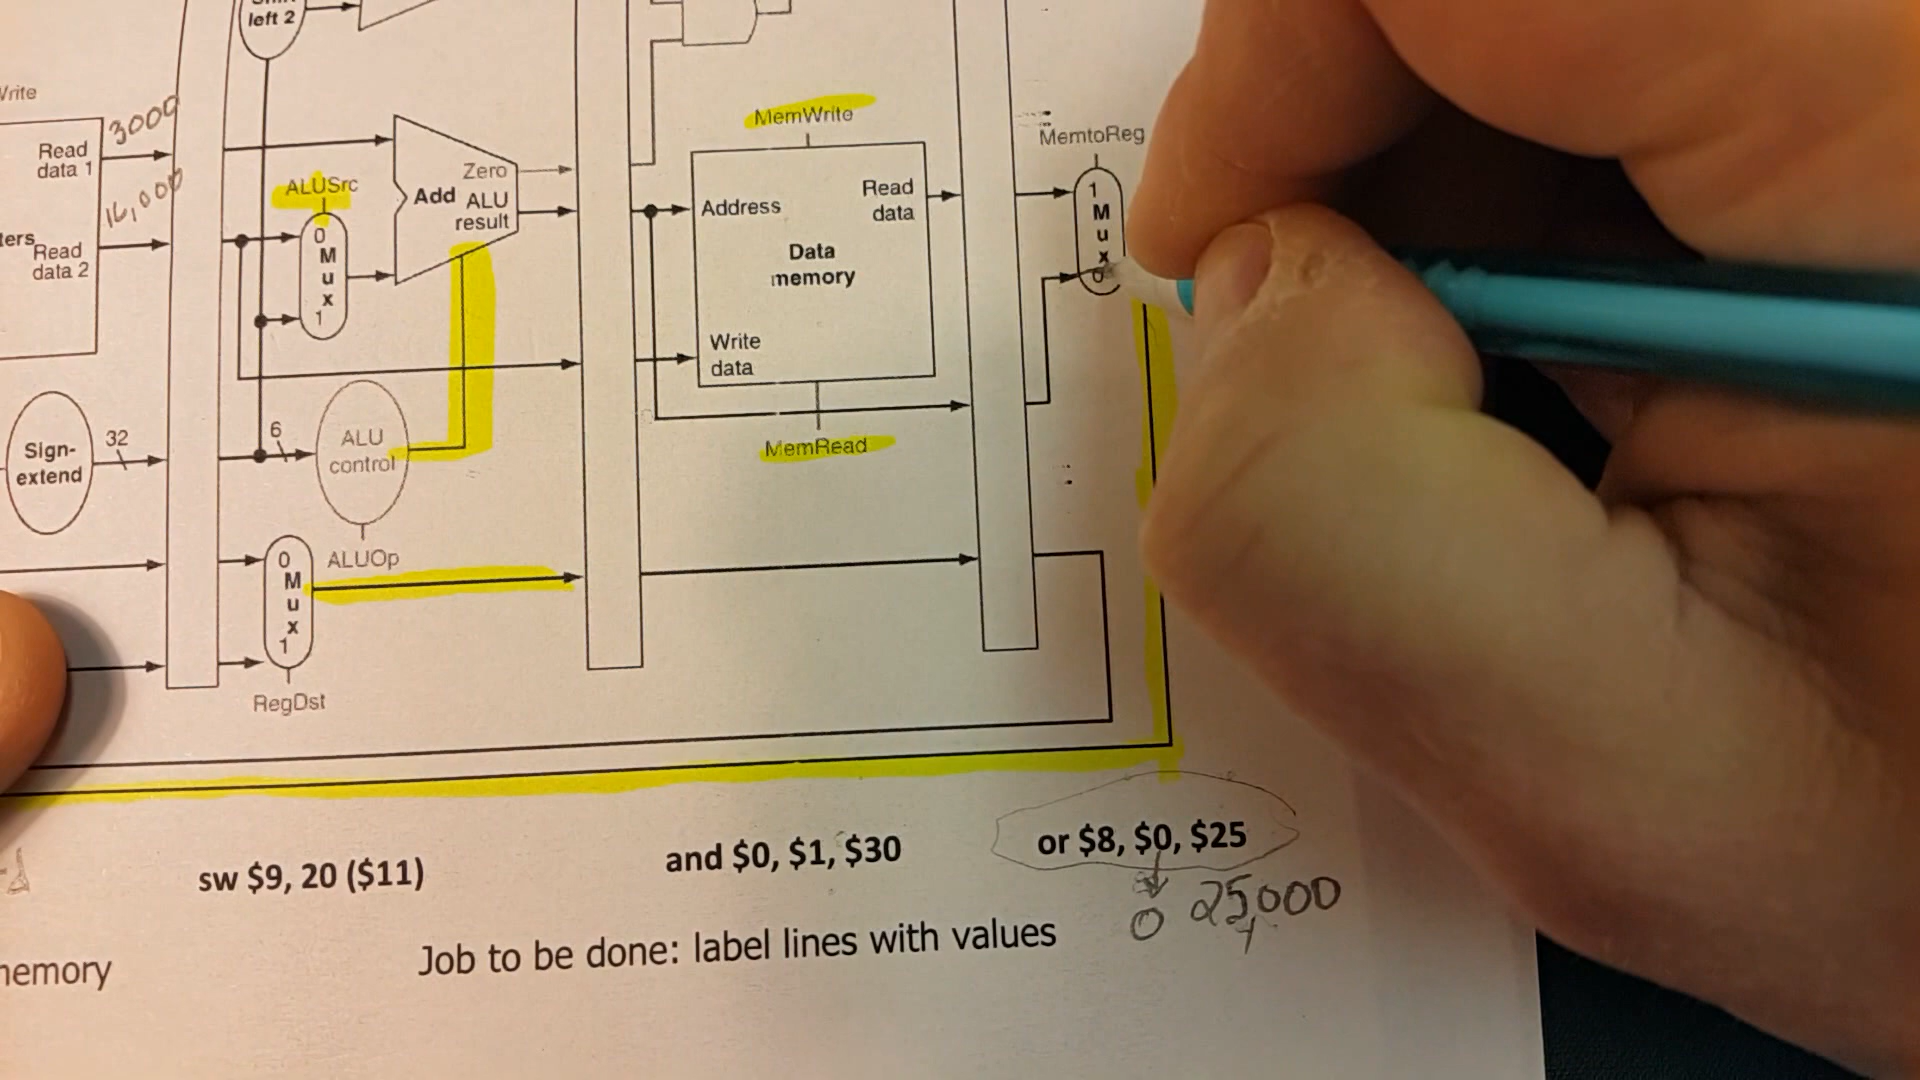 left 2
Write
3000
Read
data 1
16,000
Read
data 2
ALUSrc
0
M
u
x
1
Add
Zero
ALU
result
MemWrite
Address
Read
data
Data
memory
Write
data
MemRead
MemtoReg
1
M
u
x
0
Sign-
extend
32
6
ALU
control
ALUOp
0
M
u
x
1
RegDst
sw $9, 20 ($11)
and $0, $1, $30
or $8, $0, $25
0 25,000
Job to be done: label lines with values
memory